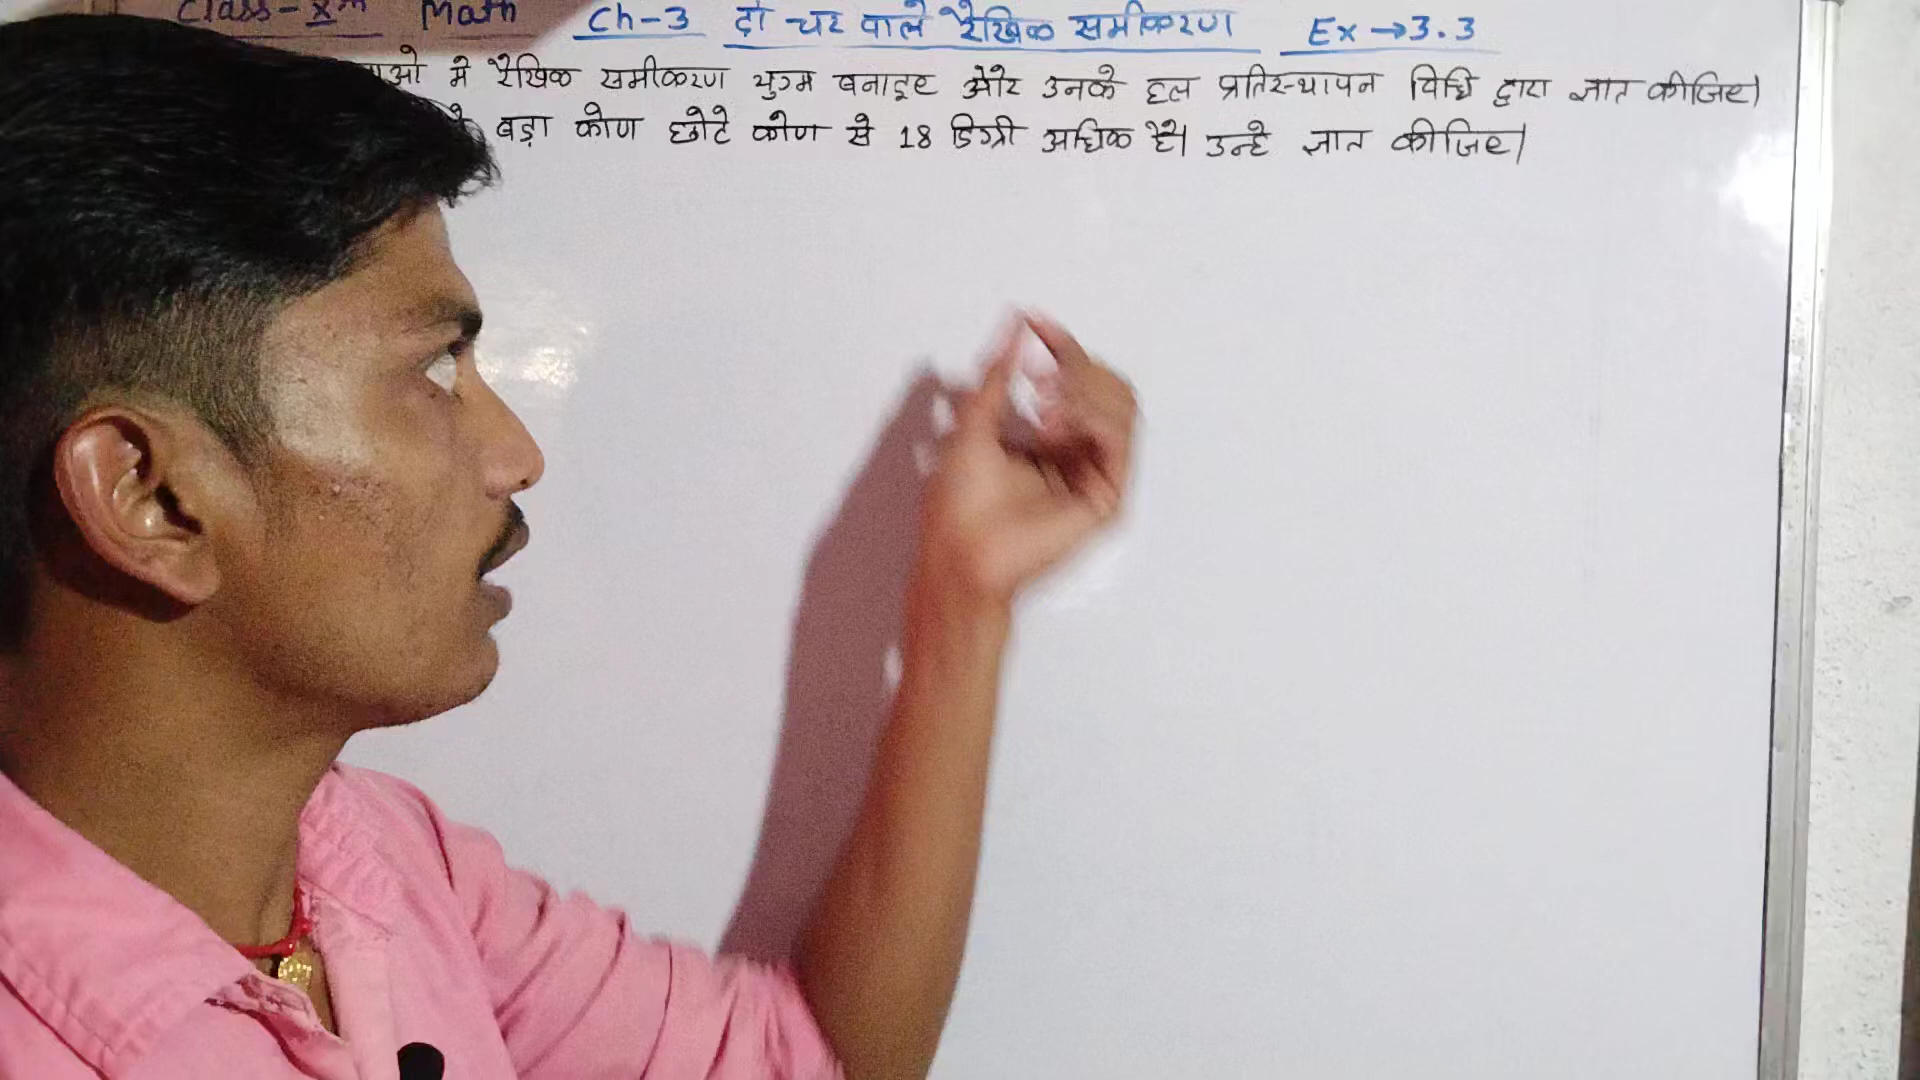 Class-Xth Math Ch-3 दो चर वाले रैखिक समीकरण Ex→3.3
में रैखिक समीकरण युग्म बनाइए और उनके हल प्रतिस्थापन विधि द्वारा ज्ञात कीजिए।
बड़ा कोण छोटे कोण से 18 डिग्री अधिक है। उन्हे ज्ञात कीजिए।